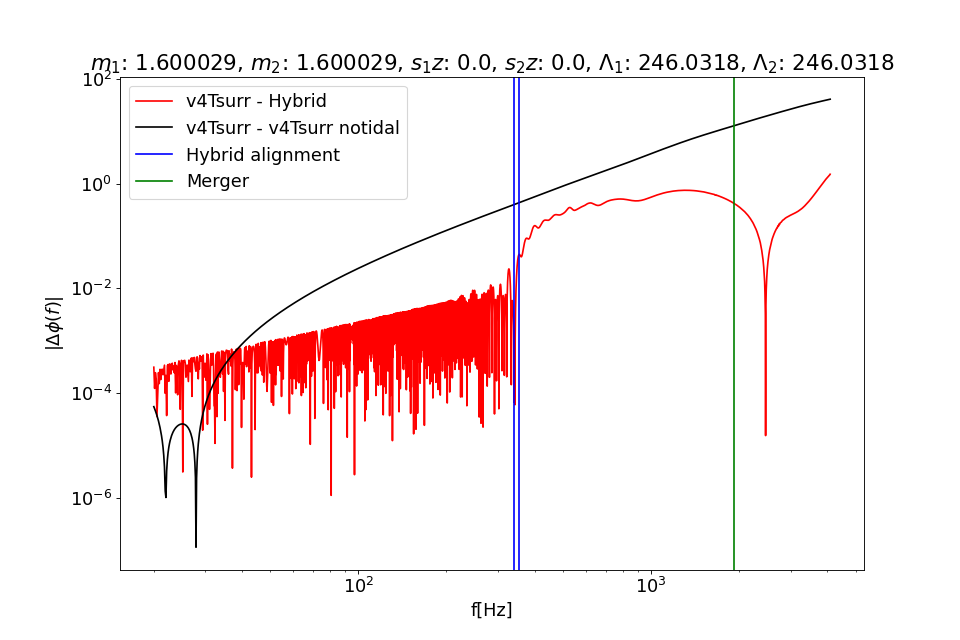 m₁: 1.600029, m₂: 1.600029, s₁z: 0.0, s₂z: 0.0, Λ₁: 246.0318, Λ₂: 246.0318
v4Tsurr - Hybrid
v4Tsurr - v4Tsurr notidal
Hybrid alignment
Merger
|Δϕ(f)|
10²
10⁰
10⁻²
10⁻⁴
10⁻⁶
10² 10³
f[Hz]